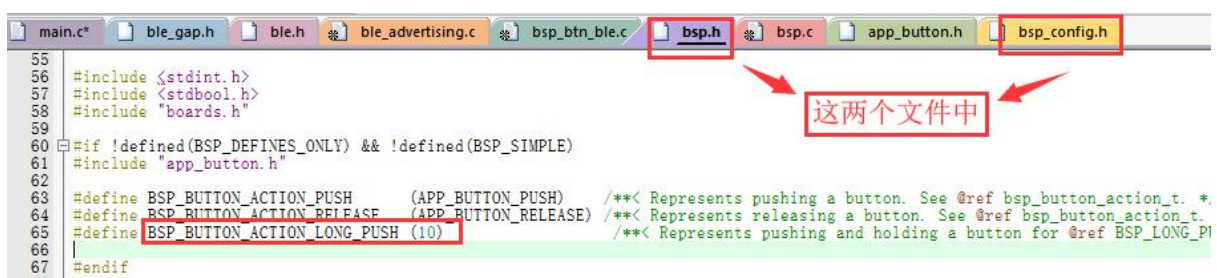 main.c* ble_gap.h ble.h ble_advertising.c bsp_btn_ble.c bsp.h bsp.c app_button.h bsp_config.h
55
56 #include <stdint.h>
57 #include <stdbool.h>
58 #include "boards.h"
59
60 #if !defined(BSP_DEFINES_ONLY) && !defined(BSP_SIMPLE)
61 #include "app_button.h"
62
63 #define BSP_BUTTON_ACTION_PUSH (APP_BUTTON_PUSH) /**< Represents pushing a button. See @ref bsp_button_action_t. */
64 #define BSP_BUTTON_ACTION_RELEASE (APP_BUTTON_RELEASE) /**< Represents releasing a button. See @ref bsp_button_action_t.
65 #define BSP_BUTTON_ACTION_LONG_PUSH (10) /**< Represents pushing and holding a button for @ref BSP_LONG_PU
66
67 #endif
这两个文件中